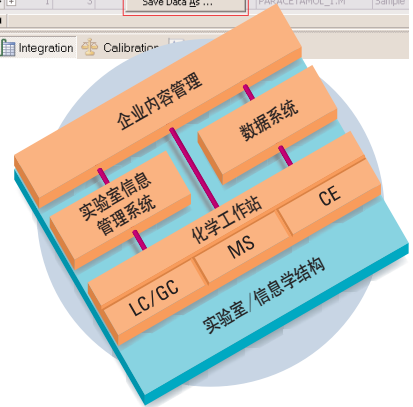 1 3 PARACETAMOL_1.M Sample
Save Data As ...
Integration Calibration
企业内容管理
数据系统
实验室信息
管理系统
化学工作站
LC/GC MS CE
实验室/信息学结构